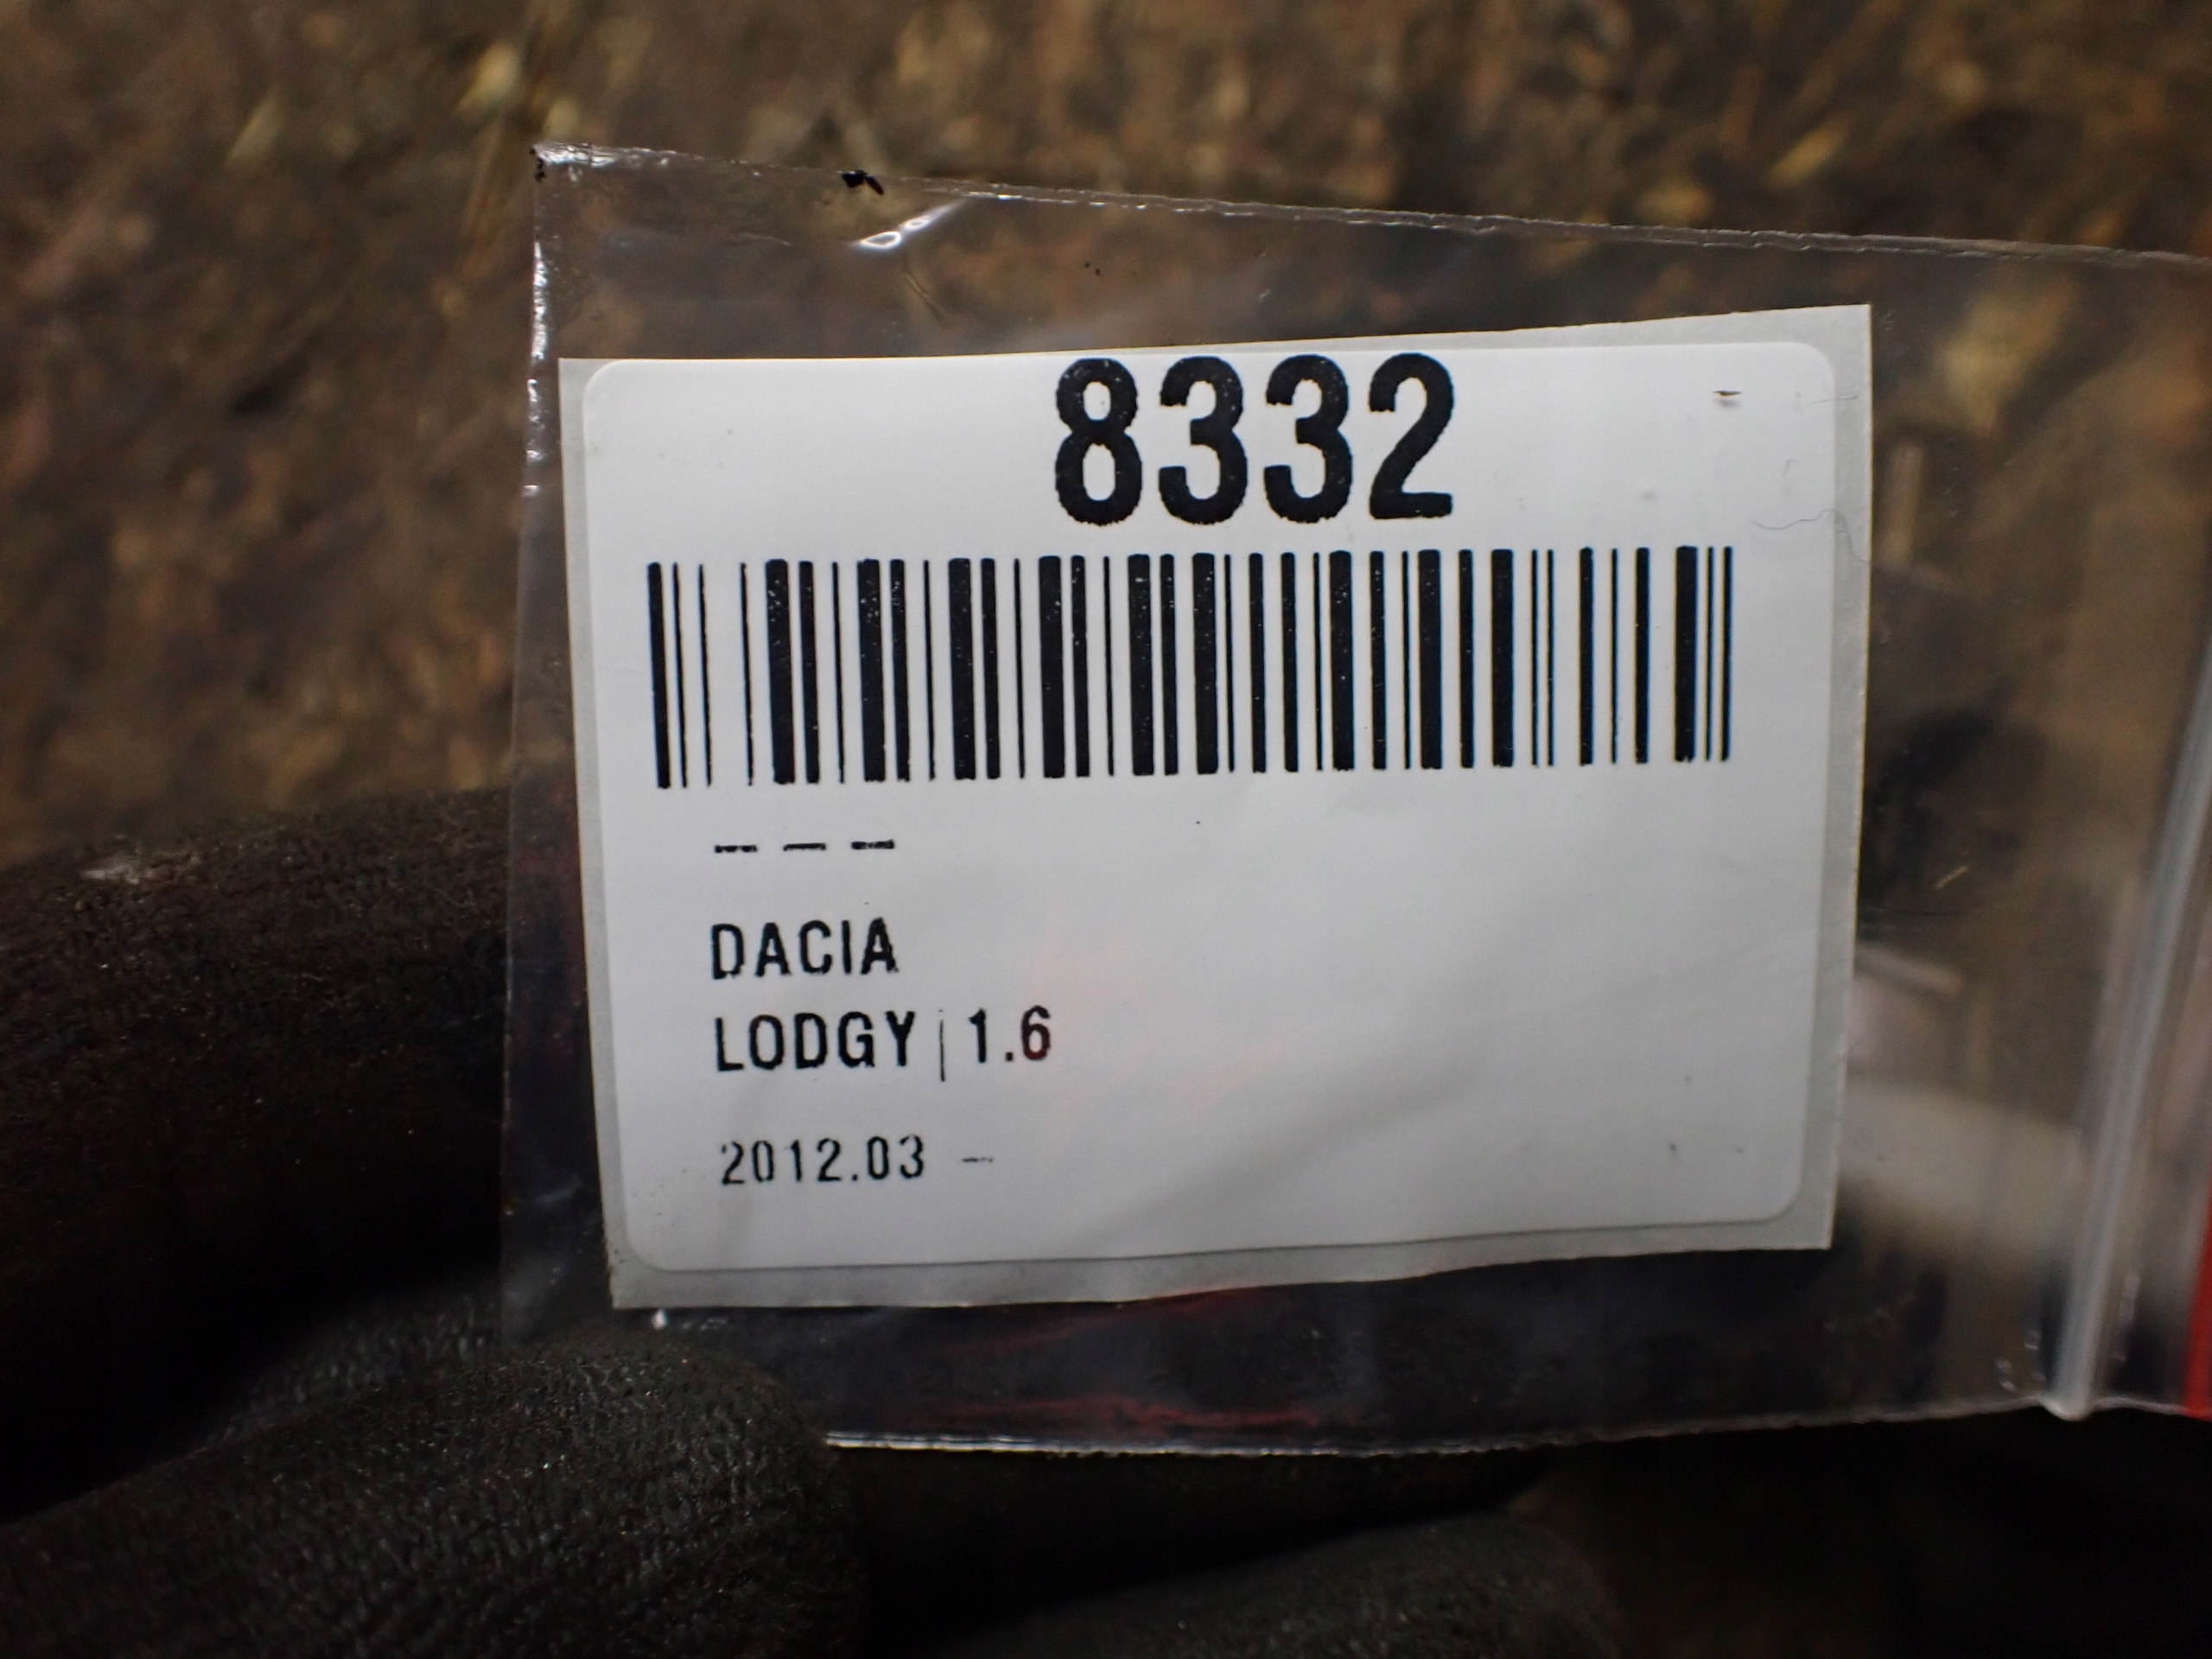 8332
- - -
DACIA
LODGY | 1.6
2012.03 -